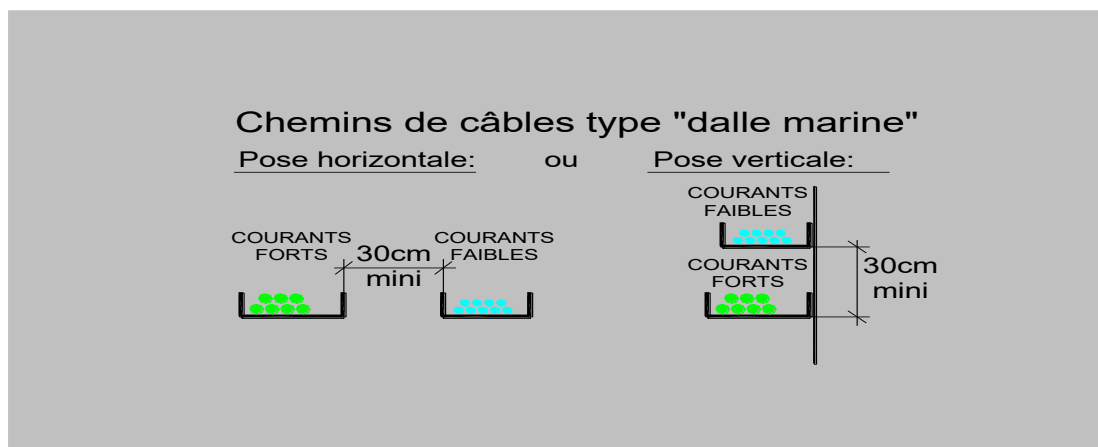 Chemins de câbles type "dalle marine"
Pose horizontale: ou Pose verticale:
COURANTS
FORTS
30cm
mini
COURANTS
FAIBLES
COURANTS
FAIBLES
COURANTS
FORTS
30cm
mini